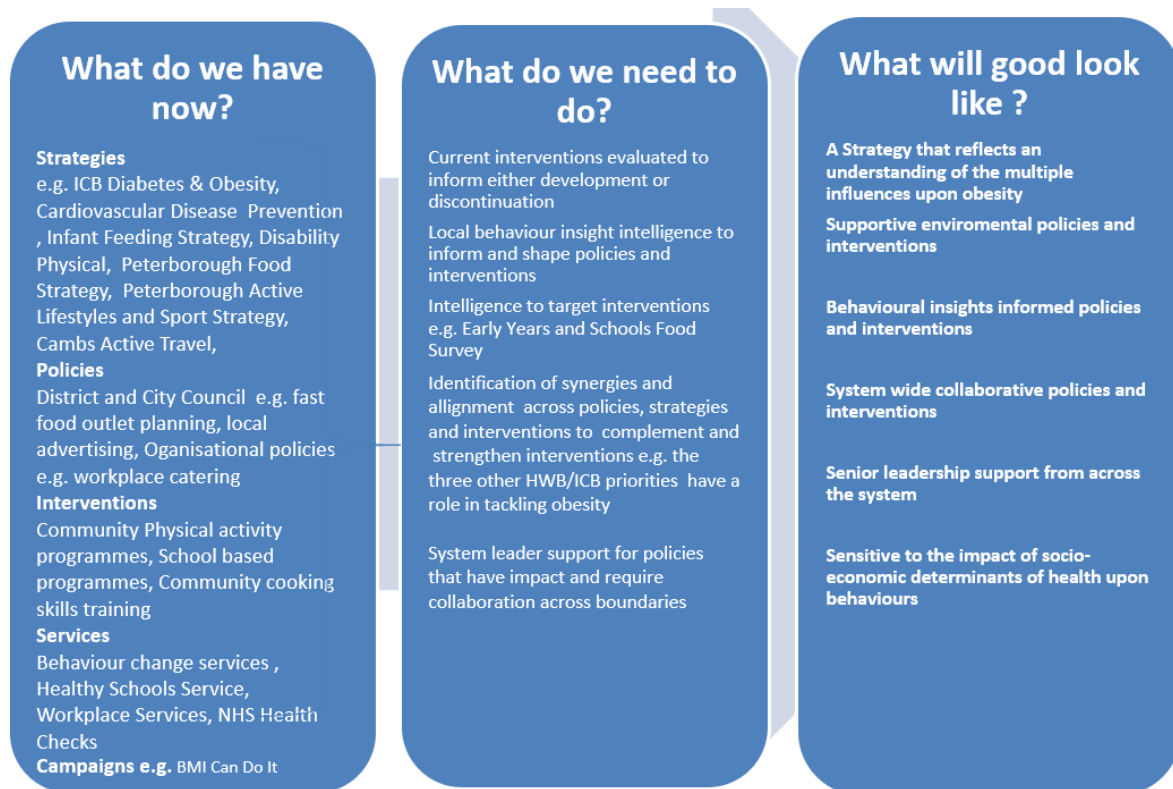 What do we have
now?
Strategies
e.g. ICB Diabetes & Obesity,
Cardiovascular Disease Prevention
, Infant Feeding Strategy, Disability
Physical, Peterborough Food
Strategy, Peterborough Active
Lifestyles and Sport Strategy,
Cambs Active Travel,
Policies
District and City Council e.g. fast
food outlet planning, local
advertising, Oganisational policies
e.g. workplace catering
Interventions
Community Physical activity
programmes, School based
programmes, Community cooking
skills training
Services
Behaviour change services ,
Healthy Schools Service,
Workplace Services, NHS Health
Checks
Campaigns e.g. BMI Can Do It
What do we need to
do?
Current interventions evaluated to
inform either development or
discontinuation
Local behaviour insight intelligence to
inform and shape policies and
interventions
Intelligence to target interventions
e.g. Early Years and Schools Food
Survey
Identification of synergies and
allignment across policies, strategies
and interventions to complement and
strengthen interventions e.g. the
three other HWB/ICB priorities have a
role in tackling obesity
System leader support for policies
that have impact and require
collaboration across boundaries
What will good look
like ?
A Strategy that reflects an
understanding of the multiple
influences upon obesity
Supportive enviromental policies and
interventions
Behavioural insights informed policies
and interventions
System wide collaborative policies and
interventions
Senior leadership support from across
the system
Sensitive to the impact of socio-
economic determinants of health upon
behaviours